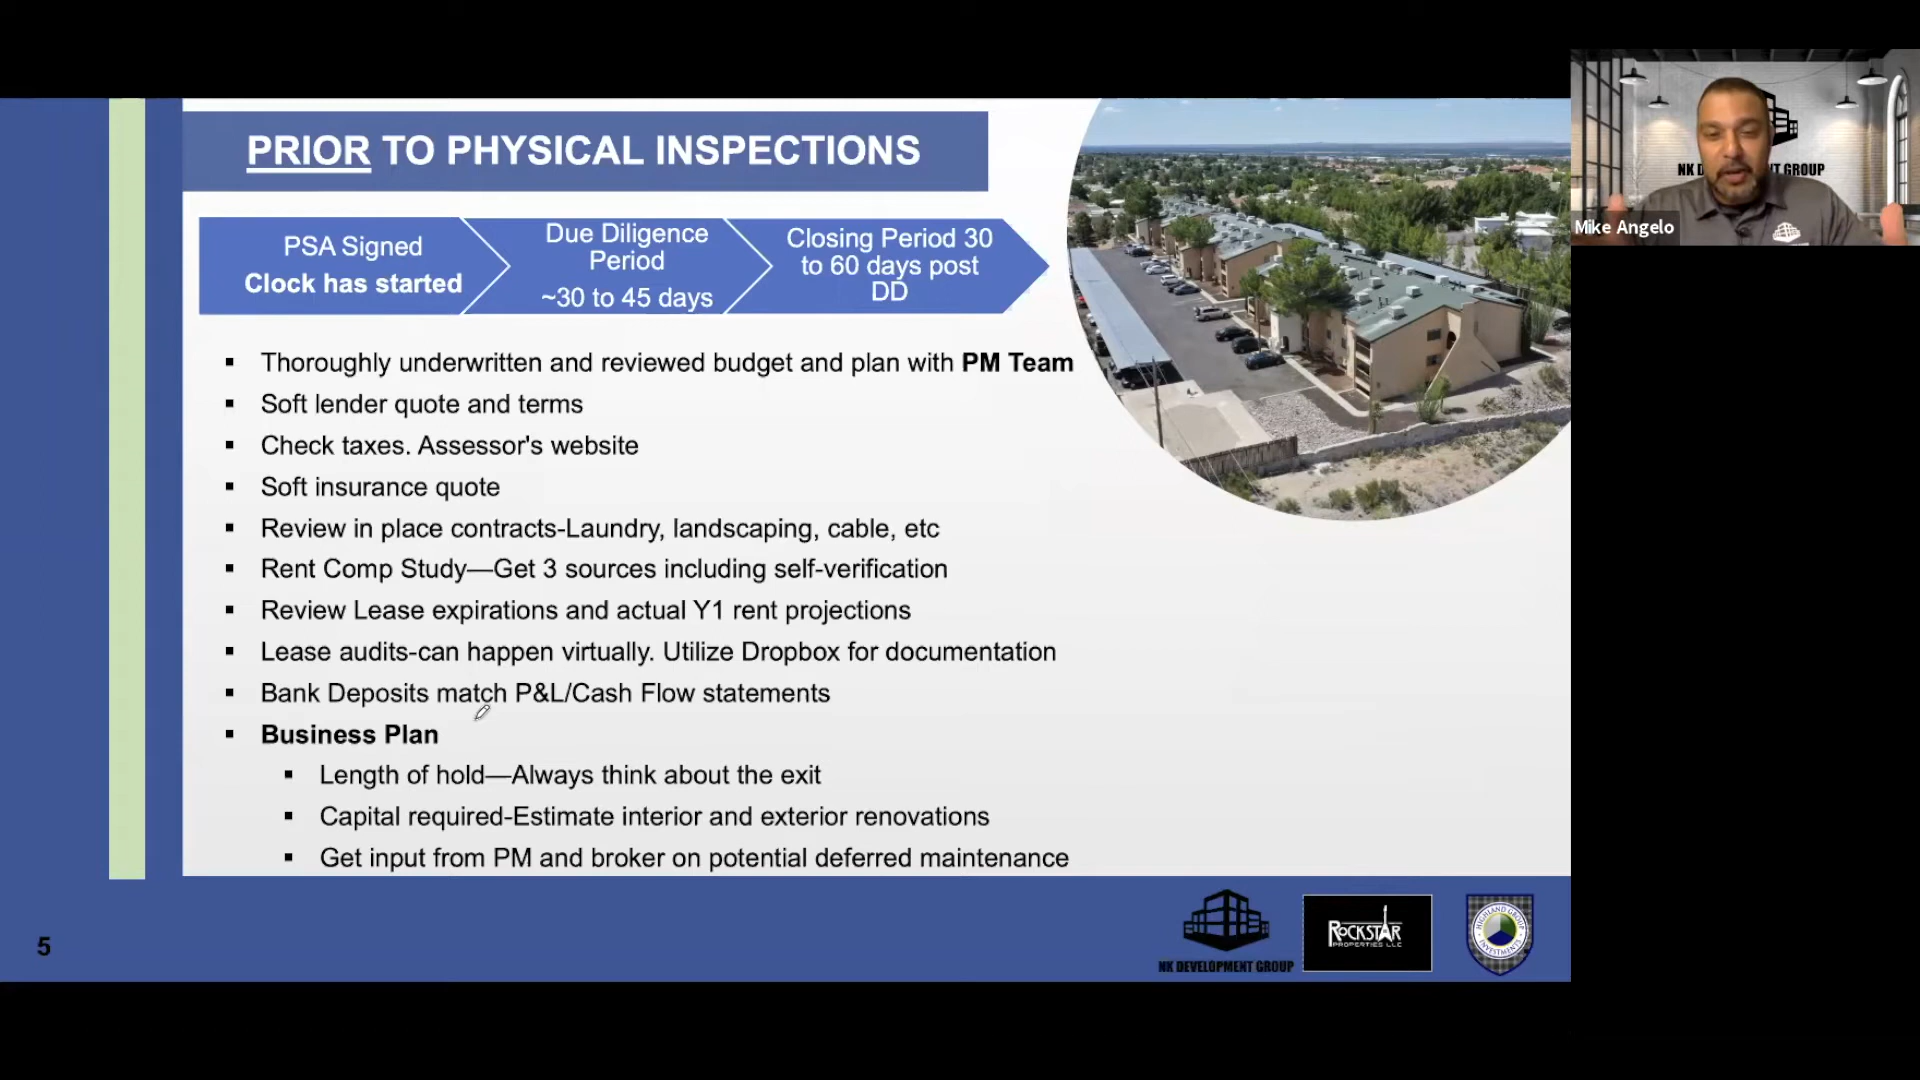 PRIOR TO PHYSICAL INSPECTIONS
PSA Signed
Clock has started
Due Diligence
Period
~30 to 45 days
Closing Period 30
to 60 days post
DD
▪ Thoroughly underwritten and reviewed budget and plan with PM Team
▪ Soft lender quote and terms
▪ Check taxes. Assessor's website
▪ Soft insurance quote
▪ Review in place contracts-Laundry, landscaping, cable, etc
▪ Rent Comp Study—Get 3 sources including self-verification
▪ Review Lease expirations and actual Y1 rent projections
▪ Lease audits-can happen virtually. Utilize Dropbox for documentation
▪ Bank Deposits match P&L/Cash Flow statements
▪ Business Plan
▪ Length of hold—Always think about the exit
▪ Capital required-Estimate interior and exterior renovations
▪ Get input from PM and broker on potential deferred maintenance
5
NK DEVELOPMENT GROUP
ROCKSTAR
PROPERTIES LLC
HIGHLAND GROUP
INVESTMENTS
NK D GROUP
Mike Angelo